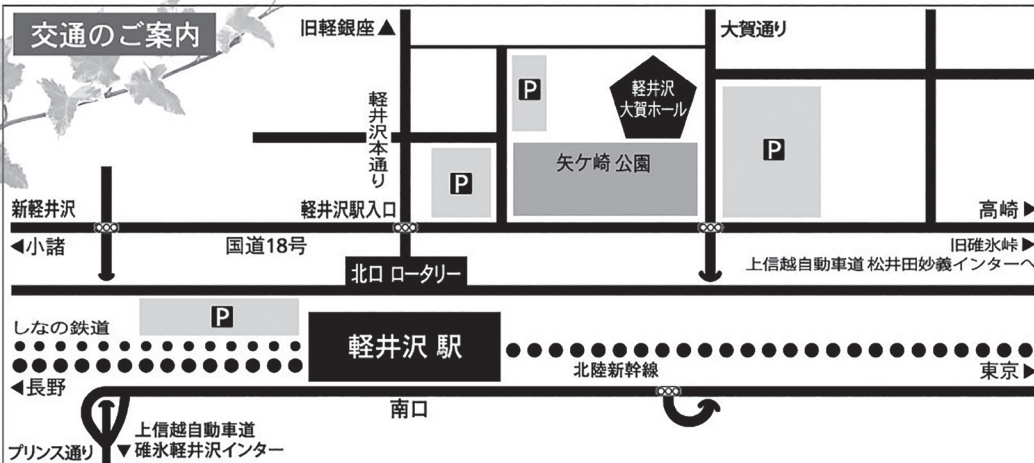 交通のご案内
旧軽銀座▲
大賀通り
軽井沢本通り
P
軽井沢
大賀ホール
P
P
矢ケ崎 公園
新軽井沢
軽井沢駅入口
高崎▶
◀小諸
国道18号
旧碓氷峠▶
北口 ロータリー
上信越自動車道 松井田妙義インターへ
P
しなの鉄道
軽井沢 駅
◀長野
北陸新幹線
東京▶
南口
プリンス通り
上信越自動車道
▼碓氷軽井沢インター